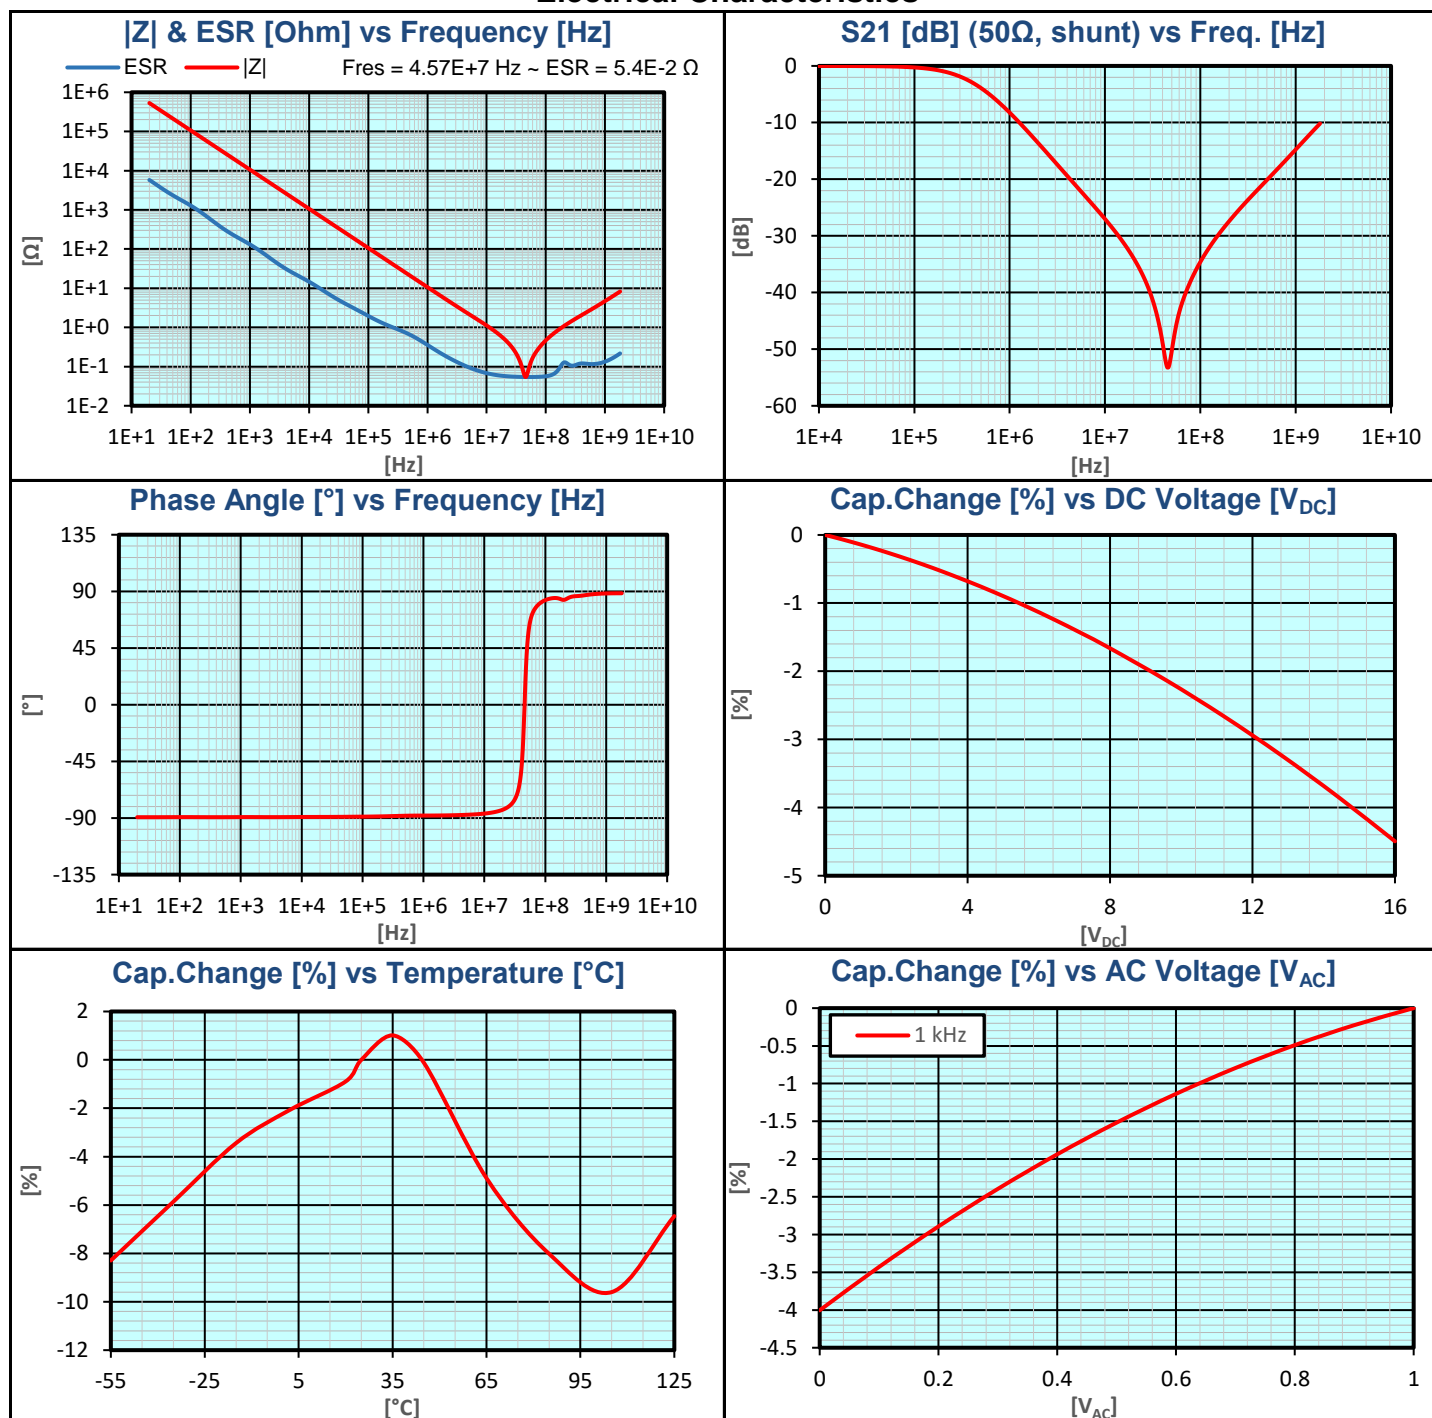 Electrical Characteristics
|Z| & ESR [Ohm] vs Frequency [Hz]
ESR |Z| Fres = 4.57E+7 Hz ~ ESR = 5.4E-2 Ω
1E+6
1E+5
1E+4
1E+3
1E+2
1E+1
1E+0
1E-1
1E-2
[Ω]
1E+1 1E+2 1E+3 1E+4 1E+5 1E+6 1E+7 1E+8 1E+9 1E+10
[Hz]
S21 [dB] (50Ω, shunt) vs Freq. [Hz]
0
-10
-20
-30
-40
-50
-60
[dB]
1E+4 1E+5 1E+6 1E+7 1E+8 1E+9 1E+10
[Hz]
Phase Angle [°] vs Frequency [Hz]
135
90
45
0
-45
-90
-135
[°]
1E+1 1E+2 1E+3 1E+4 1E+5 1E+6 1E+7 1E+8 1E+9 1E+10
[Hz]
Cap.Change [%] vs DC Voltage [VDC]
0
-1
-2
-3
-4
-5
[%]
0 4 8 12 16
[VDC]
Cap.Change [%] vs Temperature [°C]
2
0
-2
-4
-6
-8
-10
-12
[%]
-55 -25 5 35 65 95 125
[°C]
Cap.Change [%] vs AC Voltage [VAC]
1 kHz
0
-0.5
-1
-1.5
-2
-2.5
-3
-3.5
-4
-4.5
[%]
0 0.2 0.4 0.6 0.8 1
[VAC]